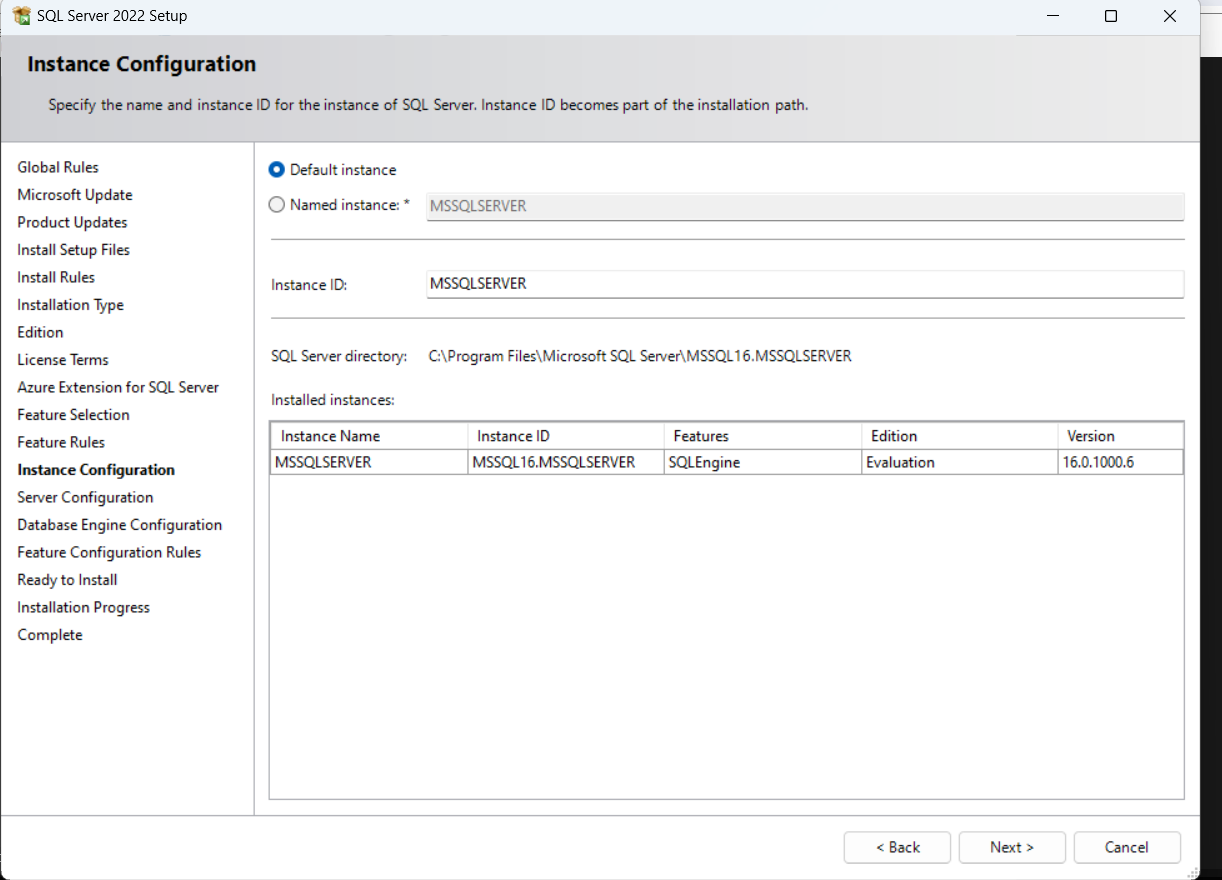 SQL Server 2022 Setup
Instance Configuration
Specify the name and instance ID for the instance of SQL Server. Instance ID becomes part of the installation path.
Global Rules
Microsoft Update
Product Updates
Install Setup Files
Install Rules
Installation Type
Edition
License Terms
Azure Extension for SQL Server
Feature Selection
Feature Rules
Instance Configuration
Server Configuration
Database Engine Configuration
Feature Configuration Rules
Ready to Install
Installation Progress
Complete
Default instance
Named instance: * MSSQLSERVER
Instance ID: MSSQLSERVER
SQL Server directory: C:\Program Files\Microsoft SQL Server\MSSQL16.MSSQLSERVER
Installed instances:
Instance Name Instance ID Features Edition Version
MSSQLSERVER MSSQL16.MSSQLSERVER SQLEngine Evaluation 16.0.1000.6
< Back Next > Cancel